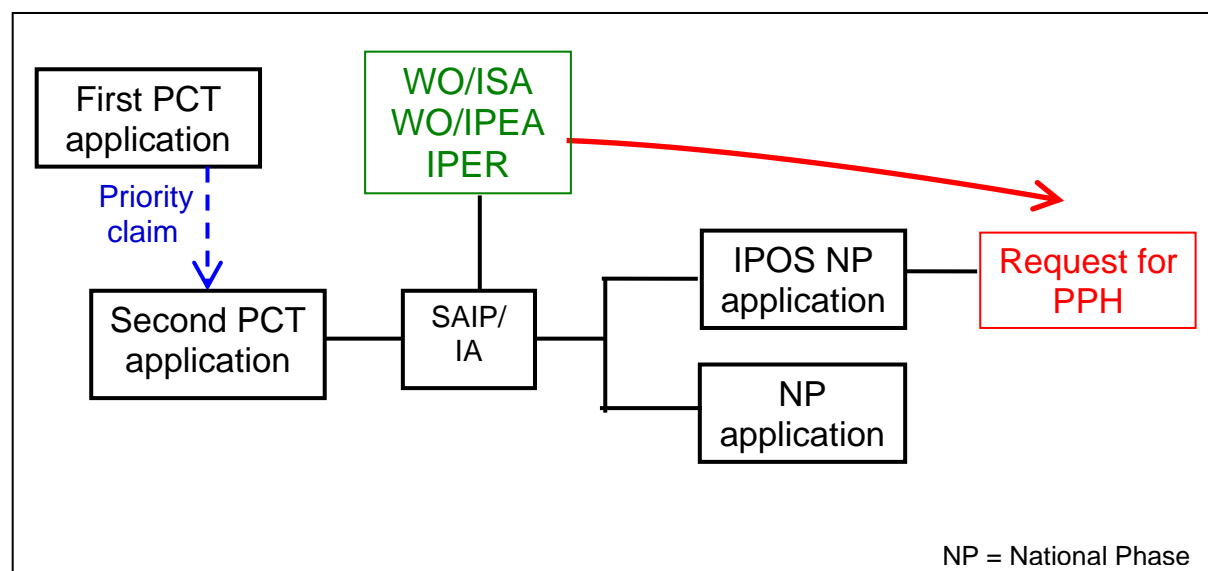 First PCT
application
Priority
claim
Second PCT
application
WO/ISA
WO/IPEA
IPER
SAIP/
IA
IPOS NP
application
NP
application
Request for
PPH
NP = National Phase